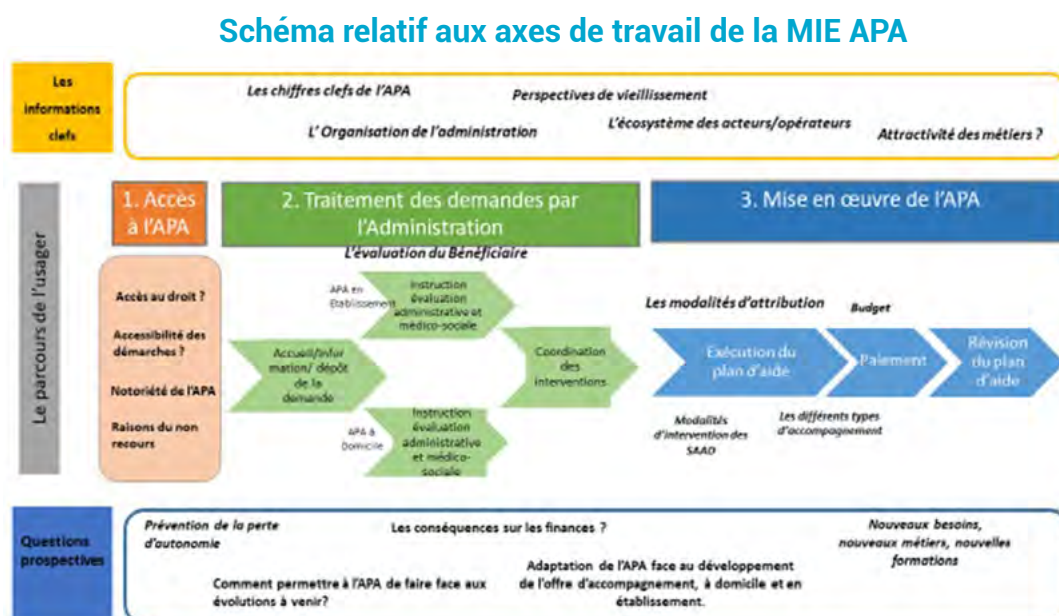 Schéma relatif aux axes de travail de la MIE APA
Les
informations
clefs
Les chiffres clefs de l'APA
Perspectives de vieillissement
L' Organisation de l'administration
L'écosystème des acteurs/opérateurs
Attractivité des métiers ?
Le parcours de l'usager
1. Accès
à l'APA
2. Traitement des demandes par
l'Administration
3. Mise en œuvre de l'APA
Accès au droit ?
Accessibilité des
démarches ?
Notoriété de l'APA
Raisons du non
recours
L'évaluation du Bénéficiaire
APA en
Etablissement
Instruction
évaluation
administrative et
médico-sociale
Accueil/infor
mation/ dépôt
de la
demande
APA à
Domicile
Instruction
évaluation
administrative
et médico-
sociale
Coordination
des
interventions
Les modalités d'attribution
Budget
Exécution du
plan d'aide
Paiement
Révision
du plan
d'aide
Modalités
d'intervention des
SAAD
Les différents types
d'accompagnement
Questions
prospectives
Prévention de la perte
d'autonomie
Les conséquences sur les finances ?
Nouveaux besoins,
nouveaux métiers, nouvelles
formations
Comment permettre à l'APA de faire face aux
évolutions à venir?
Adaptation de l'APA face au développement
de l'offre d'accompagnement, à domicile et en
établissement.